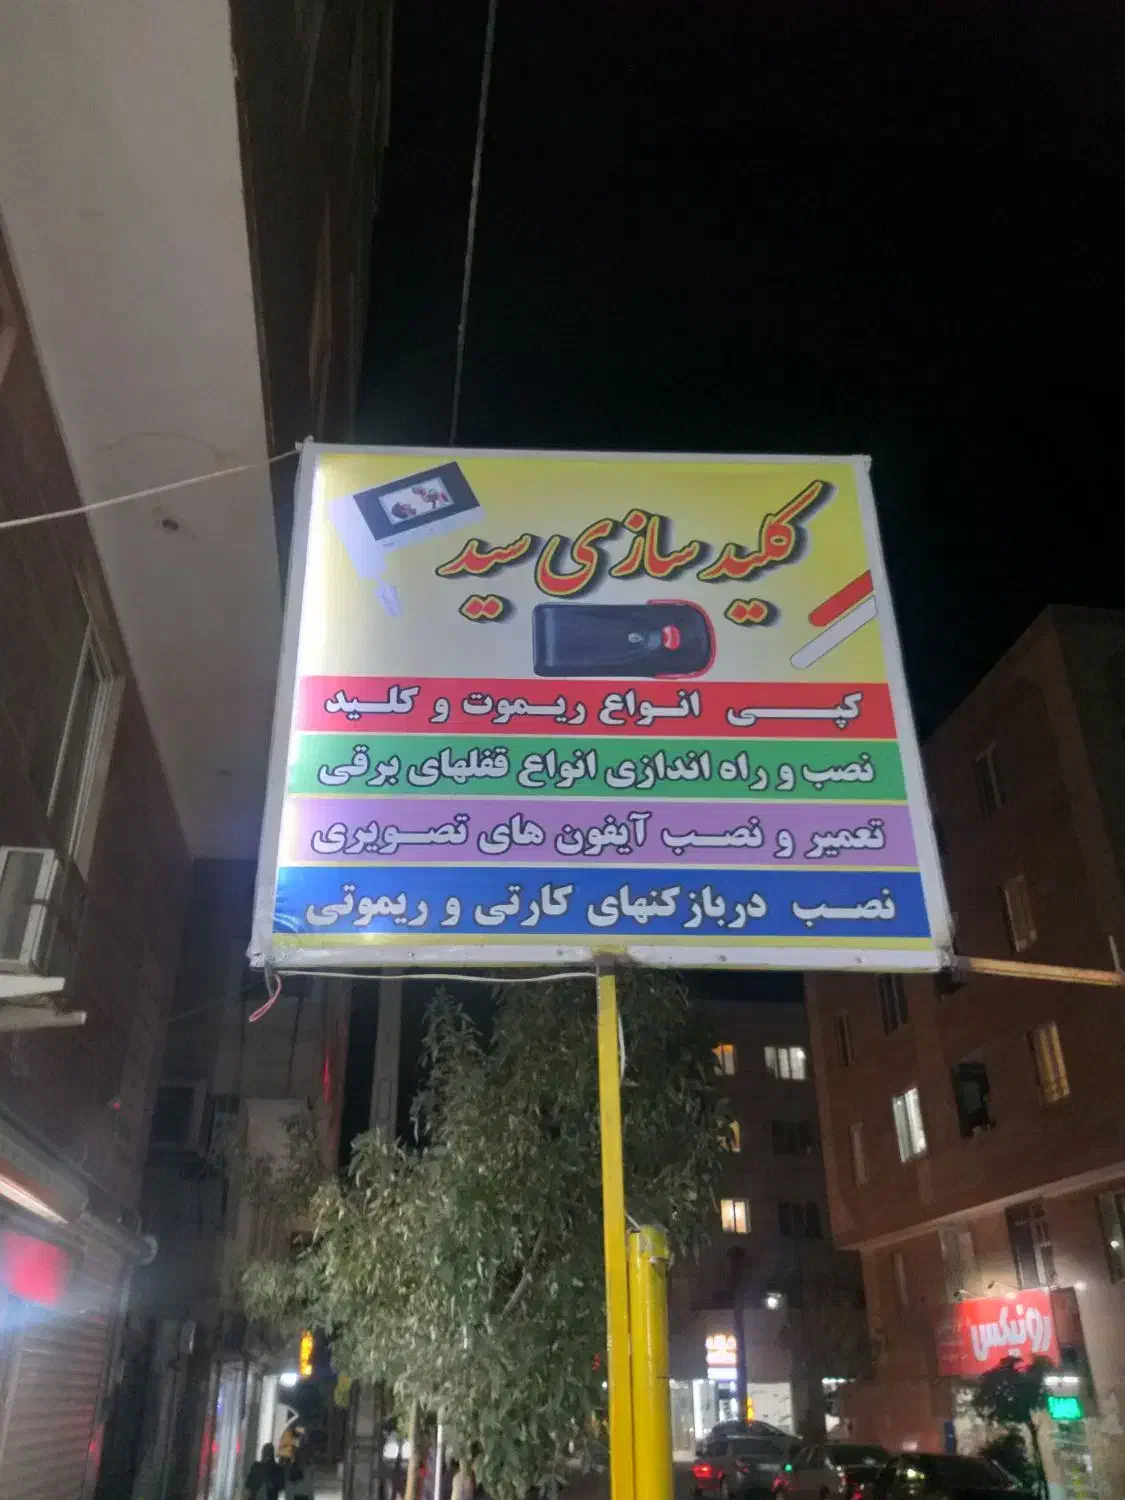 کلید سازی سید
کپی انواع ریموت و کلید
نصب و راه اندازی انواع قفلهای برقی
تعمیر و نصب آیفون های تصویری
نصب دربازکنهای کارتی و ریموتی
رونیکس